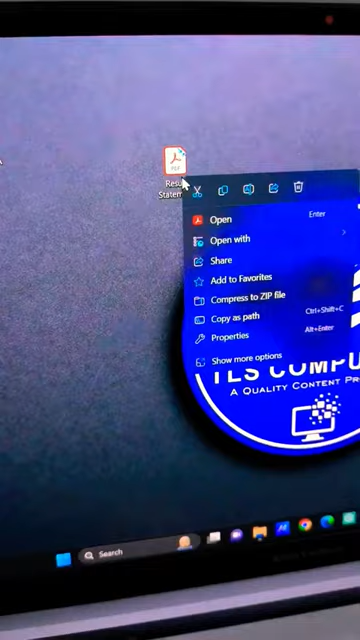 PDF
Resu
Statem
Open
Enter
Open with
Share
Add to Favorites
Compress to ZIP file
Copy as path
Ctrl+Shift+C
Properties
Alt+Enter
Show more options
TLS COMPU
A QUALITY CONTENT PR
Search